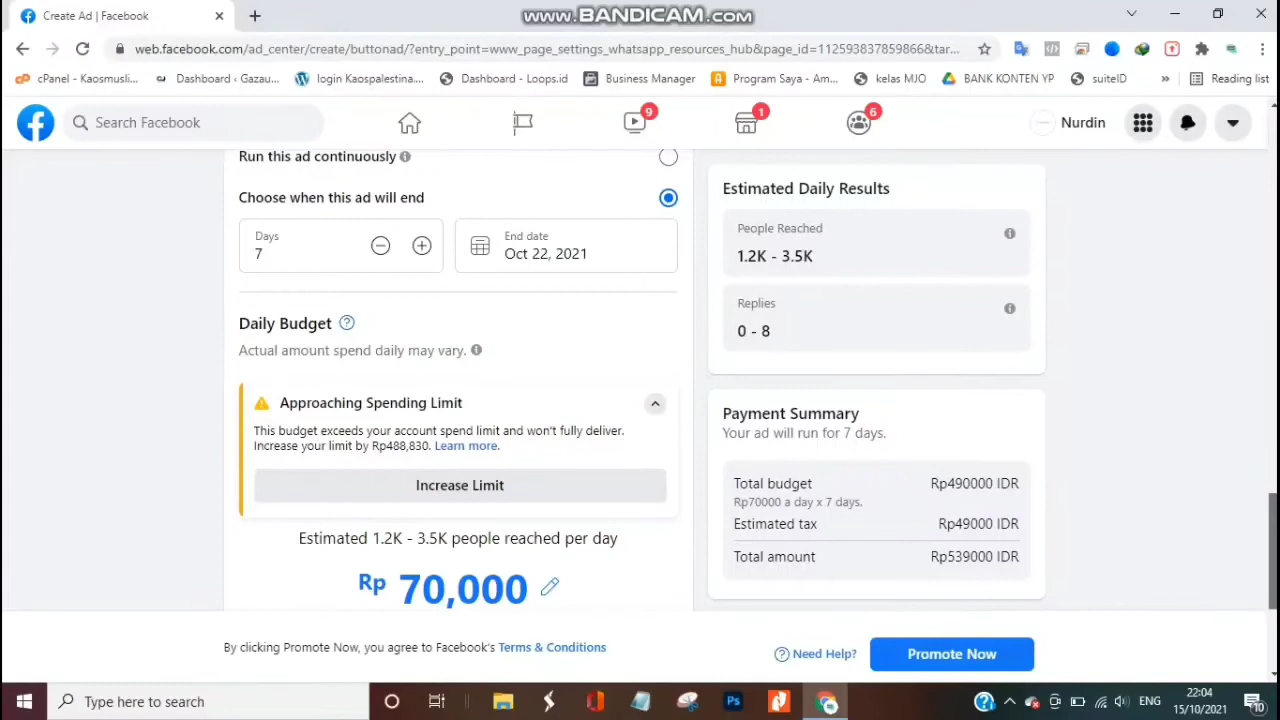 Create Ad | Facebook
www.BANDICAM.com
web.facebook.com/ad_center/create/buttonad/?entry_point=www_page_settings_whatsapp_resources_hub&page_id=112593837859866&tar...
cPanel - Kaosmusli...
Dashboard ‹ Gazau...
login Kaospalestina...
Dashboard - Loops.id
Business Manager
Program Saya - Am...
kelas MJO
BANK KONTEN YP
suiteID
»
Reading list
Search Facebook
9
1
6
Nurdin
Run this ad continuously
Choose when this ad will end
Days
7
End date
Oct 22, 2021
Daily Budget
Actual amount spend daily may vary.
Approaching Spending Limit
This budget exceeds your account spend limit and won't fully deliver.
Increase your limit by Rp488,830. Learn more.
Increase Limit
Estimated 1.2K - 3.5K people reached per day
Rp 70,000
Estimated Daily Results
People Reached
1.2K - 3.5K
Replies
0 - 8
Payment Summary
Your ad will run for 7 days.
Total budget Rp490000 IDR
Rp70000 a day x 7 days.
Estimated tax Rp49000 IDR
Total amount Rp539000 IDR
By clicking Promote Now, you agree to Facebook's Terms & Conditions
Need Help?
Promote Now
Type here to search
Ps
ENG
22:04
15/10/2021
10